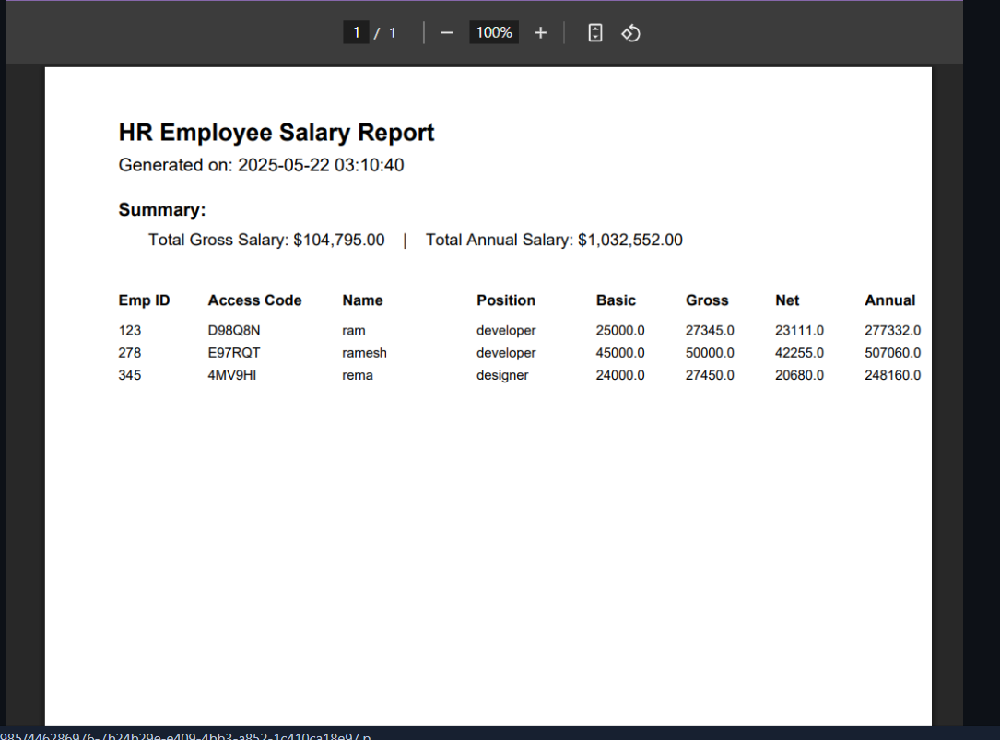 1 / 1 — 100% +
HR Employee Salary Report
Generated on: 2025-05-22 03:10:40
Summary:
Total Gross Salary: $104,795.00 | Total Annual Salary: $1,032,552.00
Emp ID Access Code Name Position Basic Gross Net Annual
123 D98Q8N ram developer 25000.0 27345.0 23111.0 277332.0
278 E97RQT ramesh developer 45000.0 50000.0 42255.0 507060.0
345 4MV9HI rema designer 24000.0 27450.0 20680.0 248160.0
985/446286976-7b24b29e-e409-4bb3-a852-1c410ca18e97.p